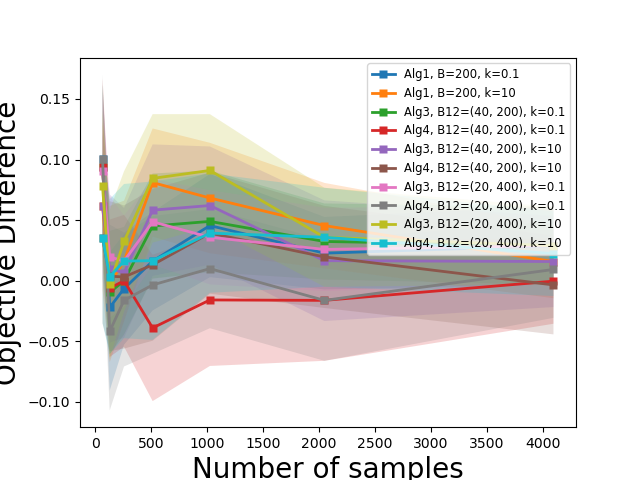 Alg1, B=200, k=0.1
Alg1, B=200, k=10
Alg3, B12=(40, 200), k=0.1
Alg4, B12=(40, 200), k=0.1
Alg3, B12=(40, 200), k=10
Alg4, B12=(40, 200), k=10
Alg3, B12=(20, 400), k=0.1
Alg4, B12=(20, 400), k=0.1
Alg3, B12=(20, 400), k=10
Alg4, B12=(20, 400), k=10
Objective Difference
0.15
0.10
0.05
0.00
−0.05
−0.10
0 500 1000 1500 2000 2500 3000 3500 4000
Number of samples